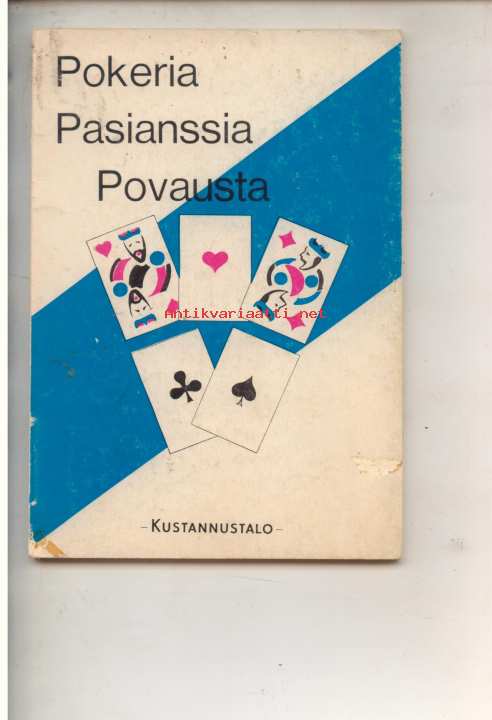 Pokeria
Pasianssia
Povausta
Antikvariaatti.net
- KUSTANNUSTALO -